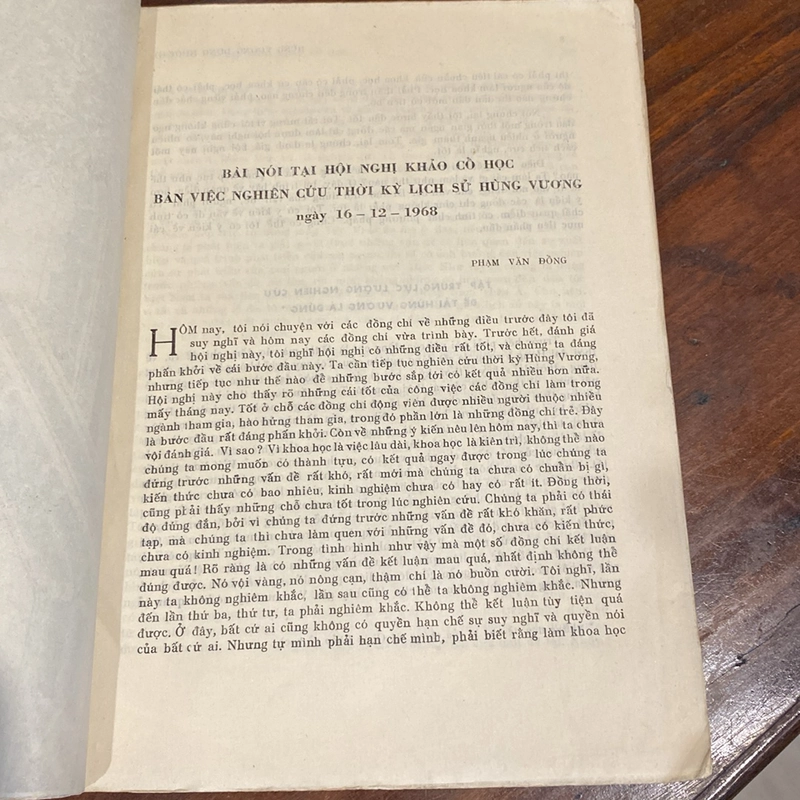 BÀI NÓI TẠI HỘI NGHỊ KHẢO CỔ HỌC
BÀN VIỆC NGHIÊN CỨU THỜI KỲ LỊCH SỬ HÙNG VƯƠNG
ngày 16 – 12 – 1968
PHẠM VĂN ĐỒNG
HÔM nay, tôi nói chuyện với các đồng chí về những điều trước đây tôi đã
suy nghĩ và hôm nay các đồng chí vừa trình bày. Trước hết, đánh giá
hội nghị này, tôi nghĩ hội nghị có những điều rất tốt, và chúng ta đáng
phấn khởi về cái bước đầu này. Ta cần tiếp tục nghiên cứu thời kỳ Hùng Vương,
nhưng tiếp tục như thế nào để những bước sắp tới có kết quả nhiều hơn nữa.
Hội nghị này cho thấy rõ những cái tốt của công việc các đồng chí làm trong
mấy tháng nay. Tốt ở chỗ các đồng chí động viên được nhiều người thuộc nhiều
ngành tham gia, hào hứng tham gia, trong đó phần lớn là những đồng chí trẻ. Đây
là bước đầu rất đáng phấn khởi. Còn về những ý kiến nêu lên hôm nay, thì ta chưa
vội đánh giá. Vì sao ? Vì khoa học là việc lâu dài, khoa học là kiên trì, không thể nào
chúng ta mong muốn có thành tựu, có kết quả ngay được trong lúc chúng ta
đứng trước những vấn đề rất khó, rất mới mà chúng ta chưa có chuẩn bị gì,
kiến thức chưa có bao nhiêu, kinh nghiệm chưa có hay có rất ít. Đồng thời,
cũng phải thấy những chỗ chưa tốt trong lúc nghiên cứu. Chúng ta phải có thái
độ đúng đắn, bởi vì chúng ta đứng trước những vấn đề rất khó khăn, rất phức
tạp, mà chúng ta thì chưa làm quen với những vấn đề đó, chưa có kiến thức,
chưa có kinh nghiệm. Trong tình hình như vậy mà một số đồng chí kết luận
mau quá ! Rõ ràng là có những vấn đề kết luận mau quá, nhất định không thể
đúng được. Nó vội vàng, nó nông cạn, thậm chí là nó buồn cười. Tôi nghĩ, lần
này ta không nghiêm khắc, lần sau cũng có thể ta không nghiêm khắc. Nhưng
đến lần thứ ba, thứ tư, ta phải nghiêm khắc. Không thể kết luận tùy tiện quá
được. Ở đây, bất cứ ai cũng không có quyền hạn chế sự suy nghĩ và quyền nói
của bất cứ ai. Nhưng tự mình phải hạn chế mình, phải biết rằng làm khoa học